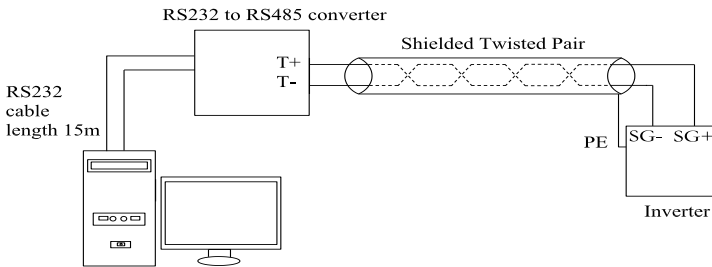 RS232 to RS485 converter
Shielded Twisted Pair
T+
T-
RS232
cable
length 15m
PE
SG- SG+
Inverter